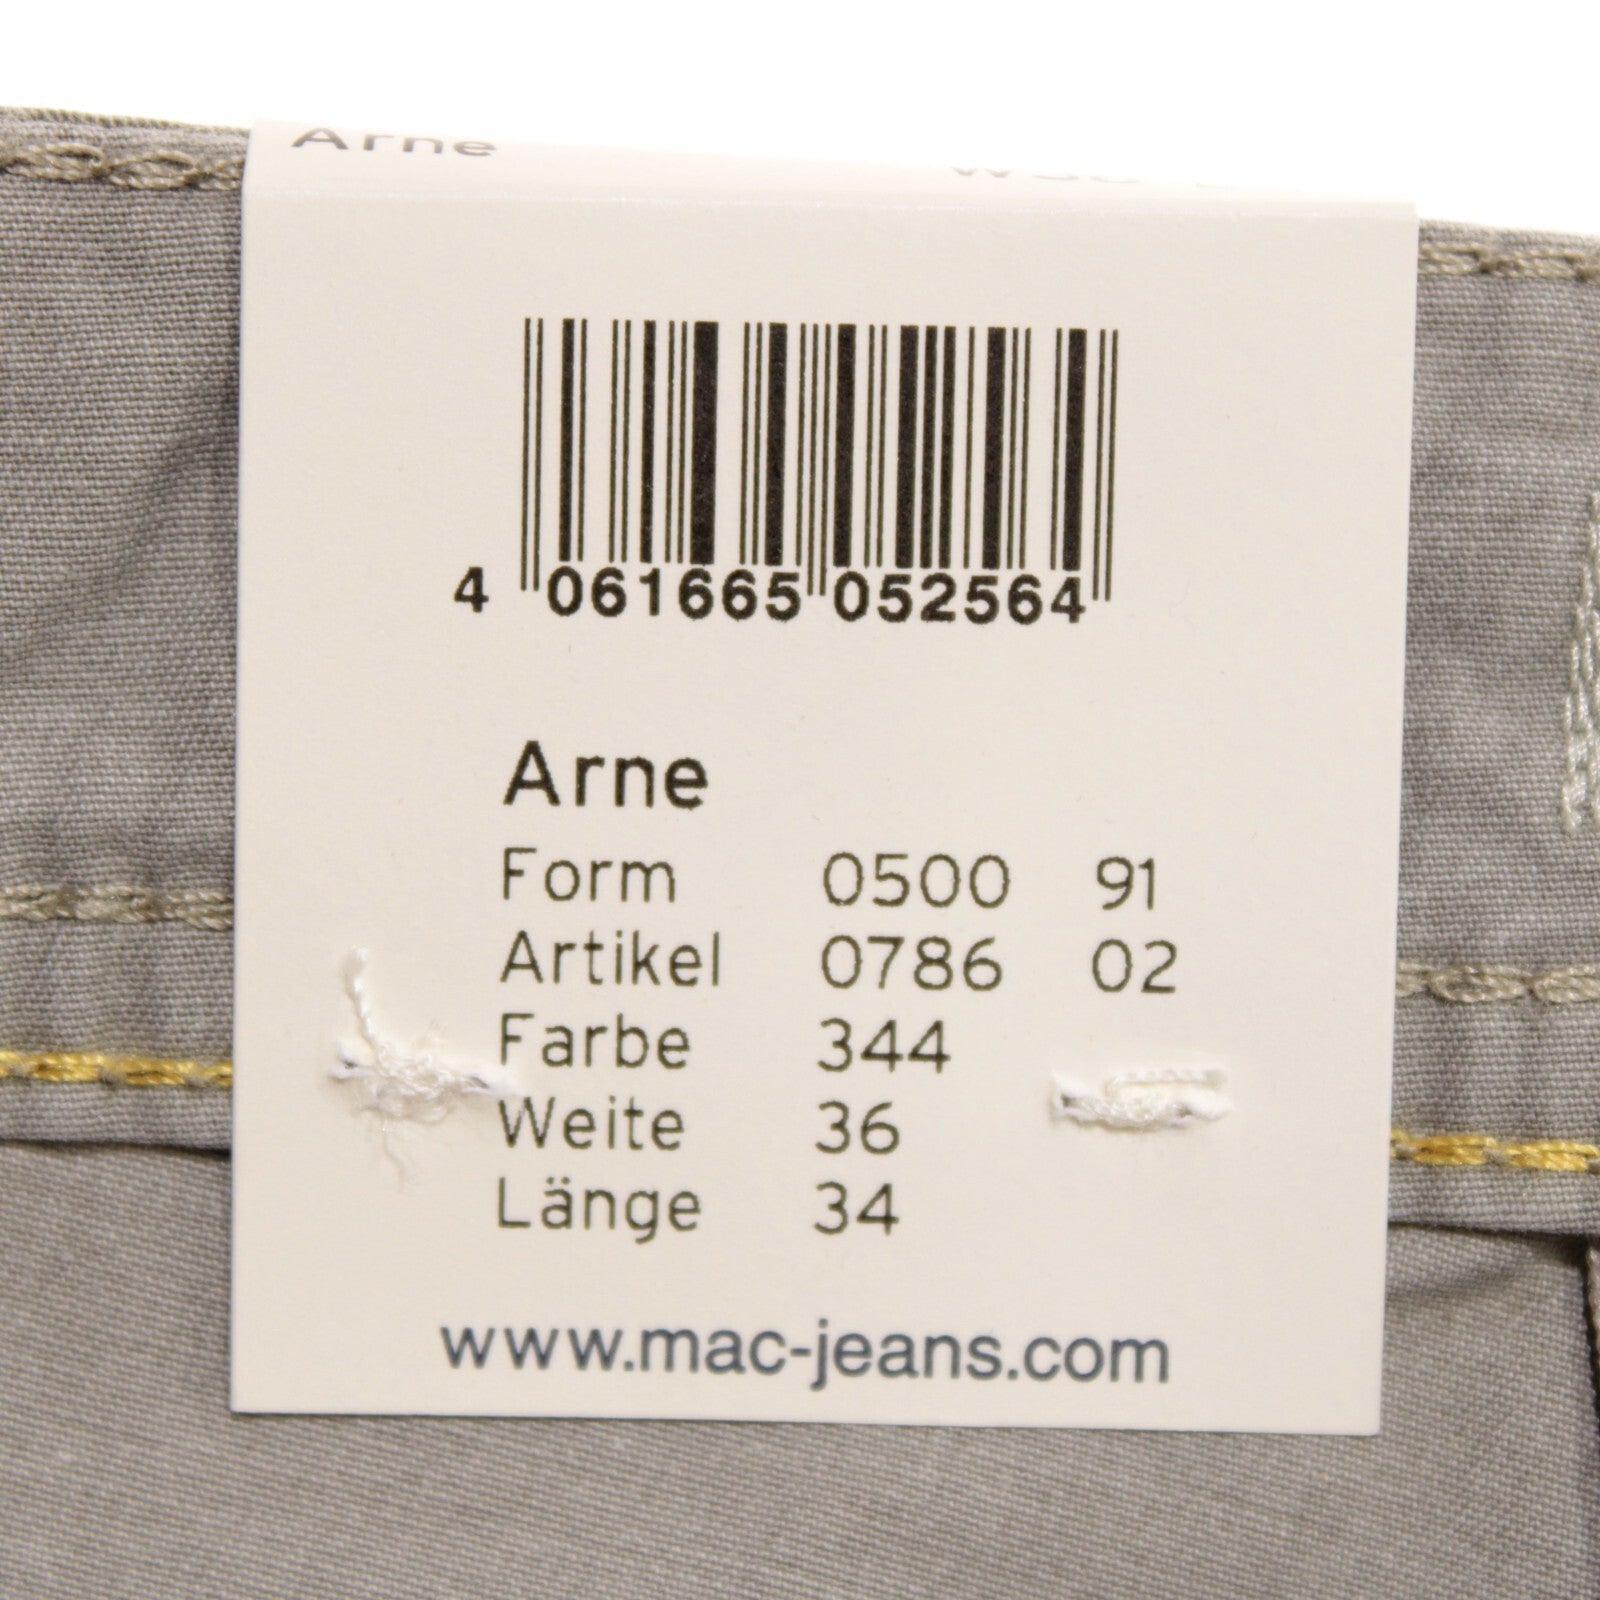 Arne
4 061665 052564
Arne
Form 0500 91
Artikel 0786 02
Farbe 344
Weite 36
Länge 34
www.mac-jeans.com